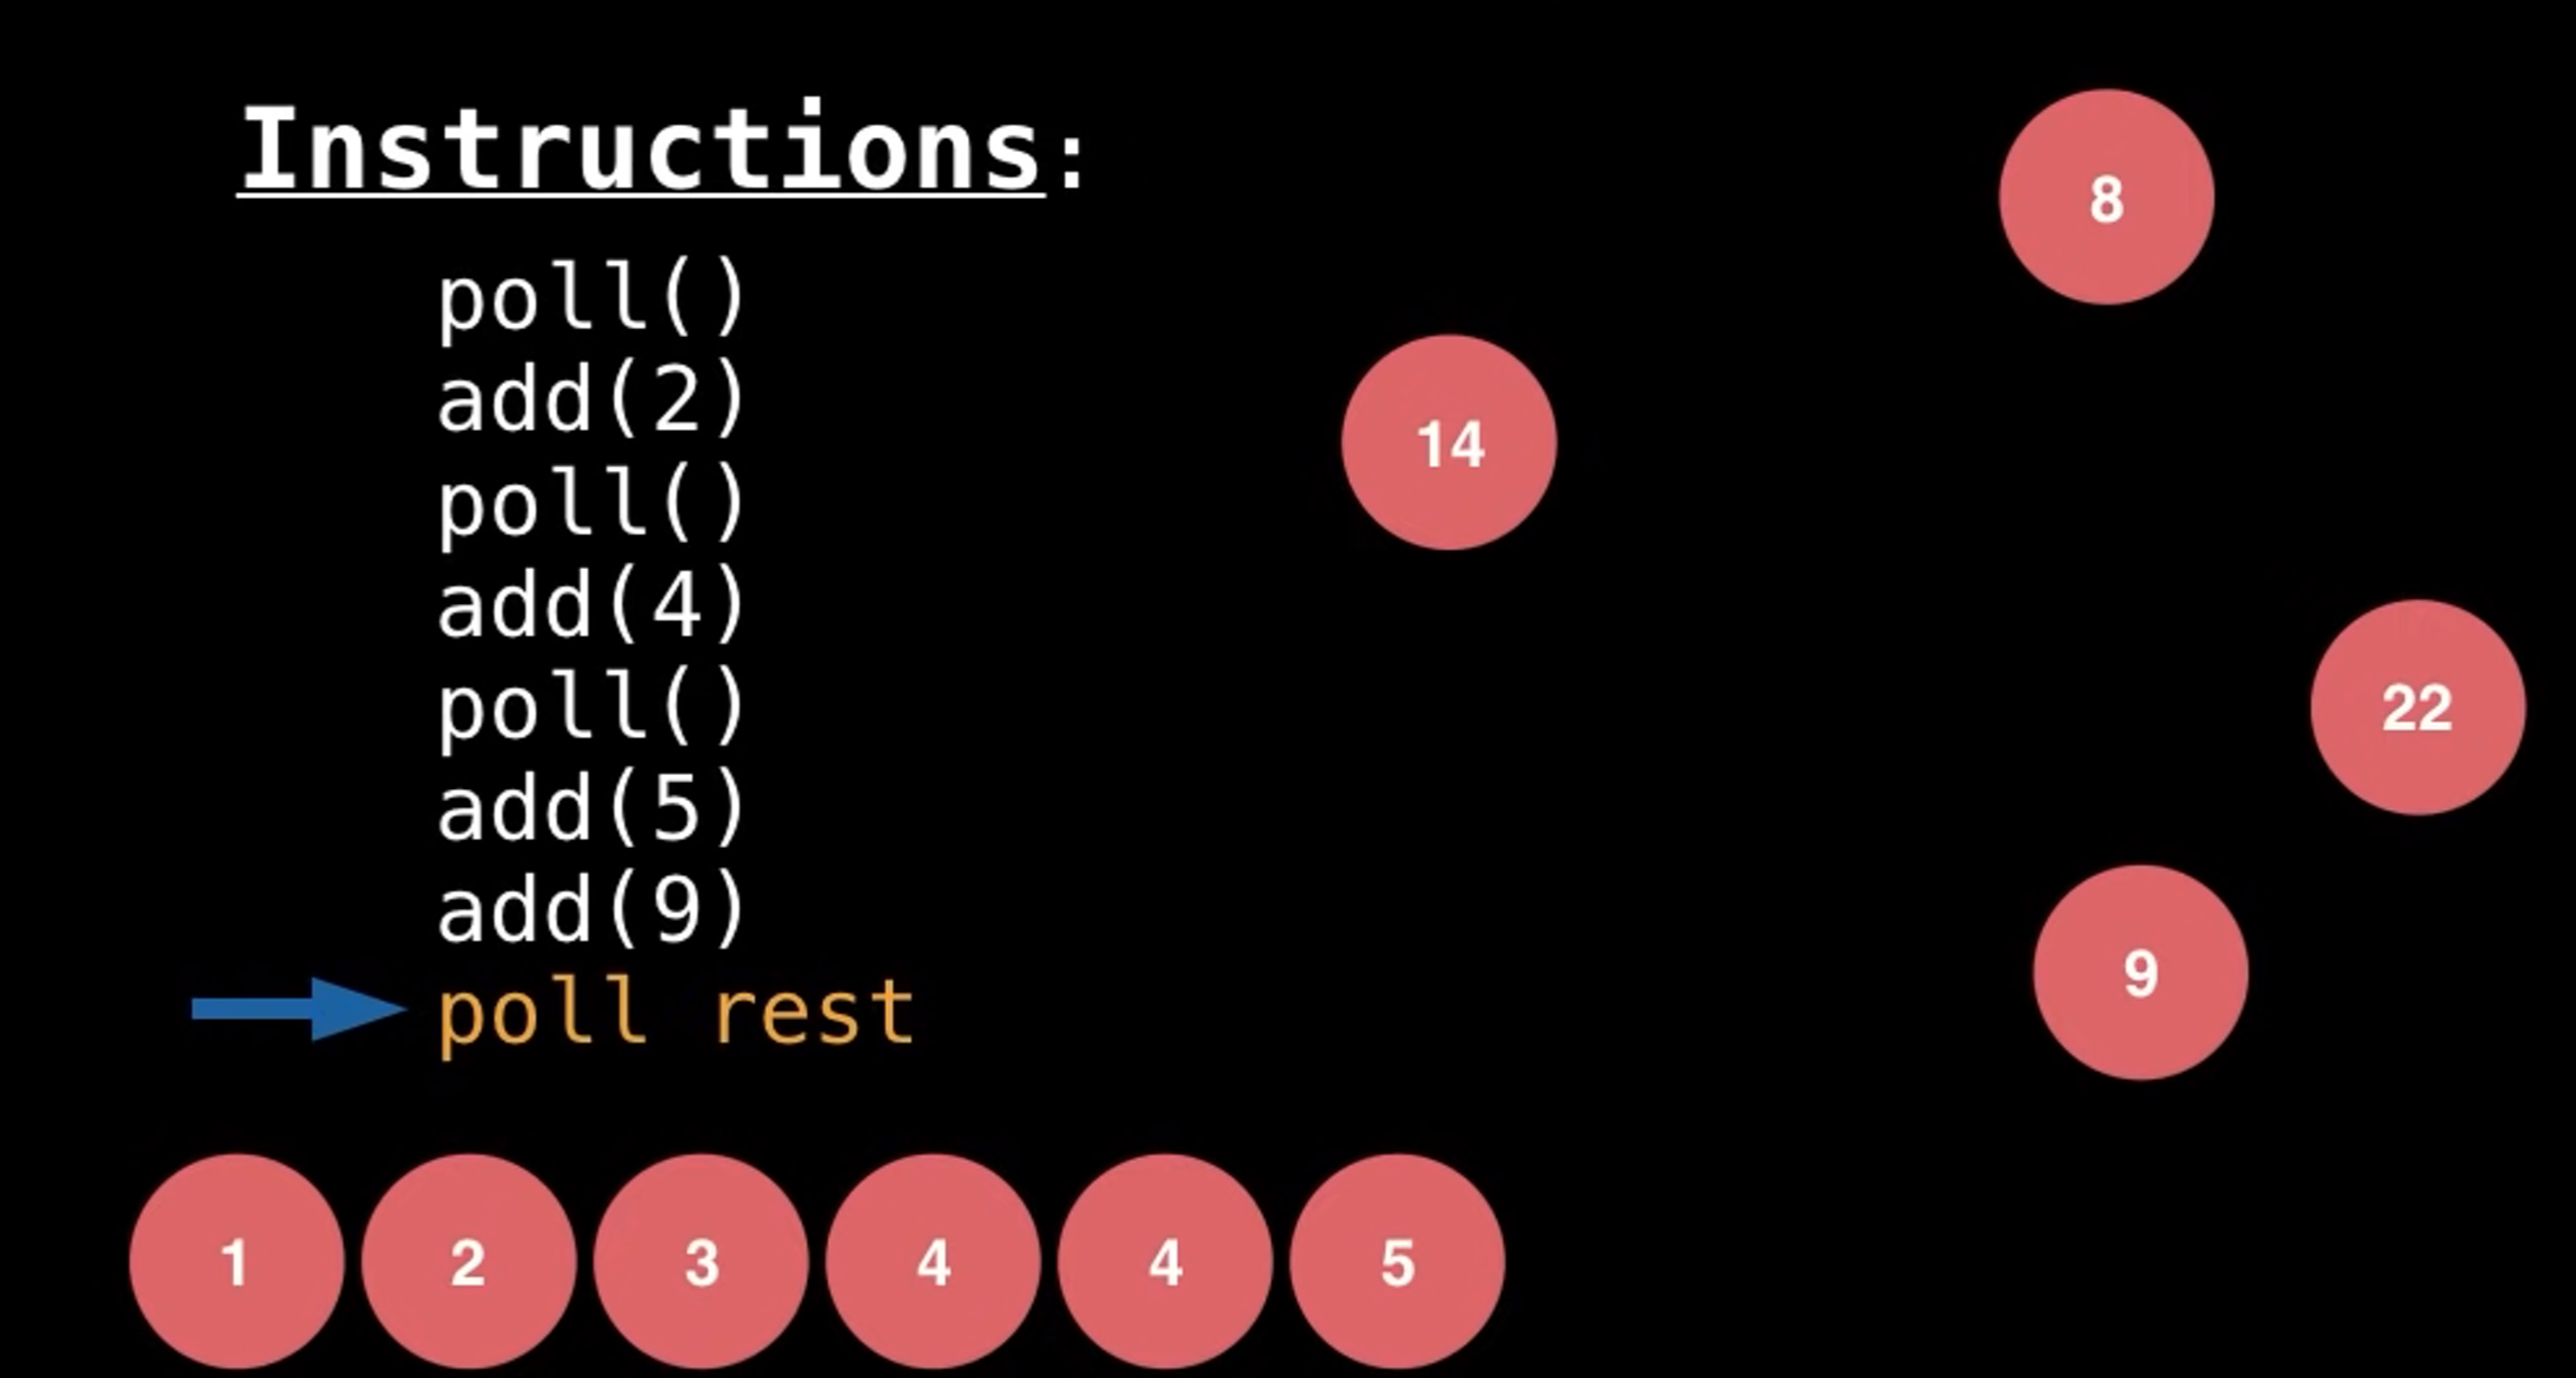 Instructions:
poll()
add(2)
poll()
add(4)
poll()
add(5)
add(9)
poll rest
8
14
22
9
1 2 3 4 4 5